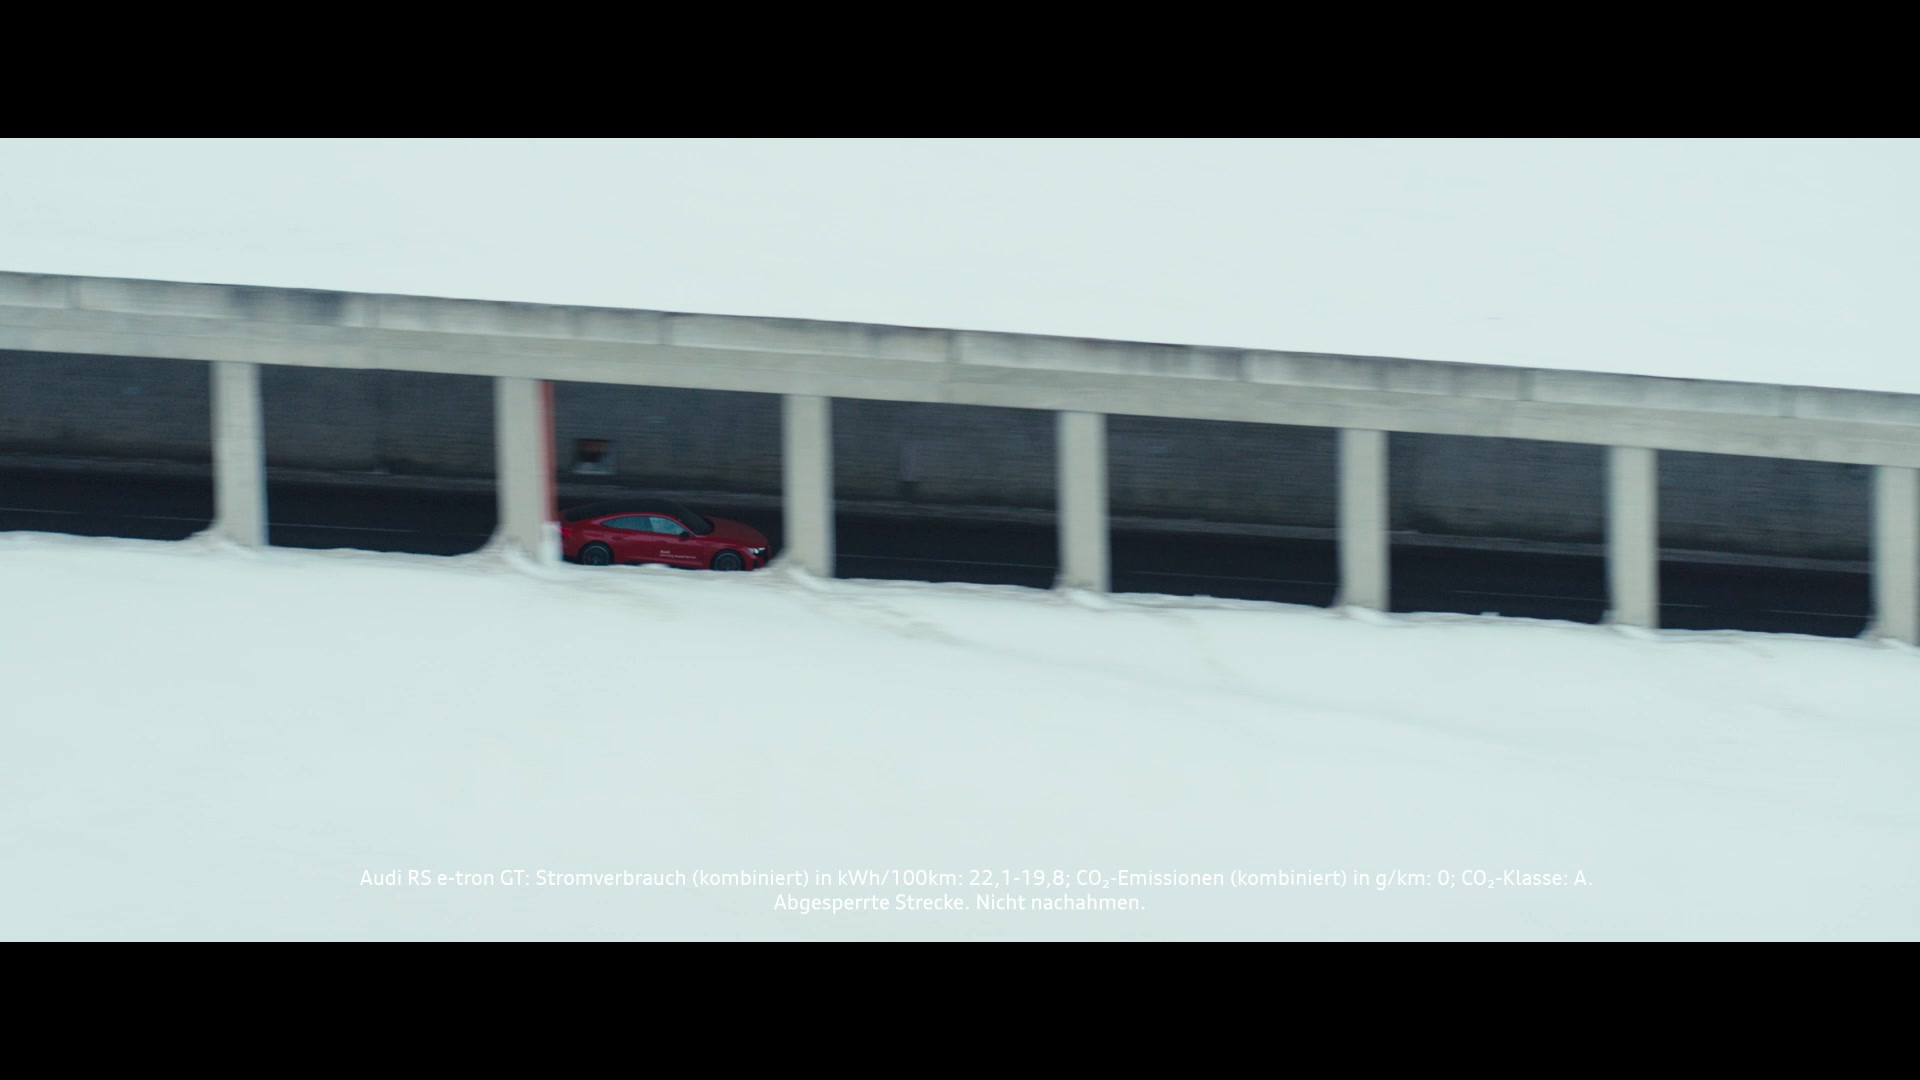 Audi
Audi RS e-tron GT: Stromverbrauch (kombiniert) in kWh/100km: 22,1-19,8; CO₂-Emissionen (kombiniert) in g/km: 0; CO₂-Klasse: A.
Abgesperrte Strecke. Nicht nachahmen.